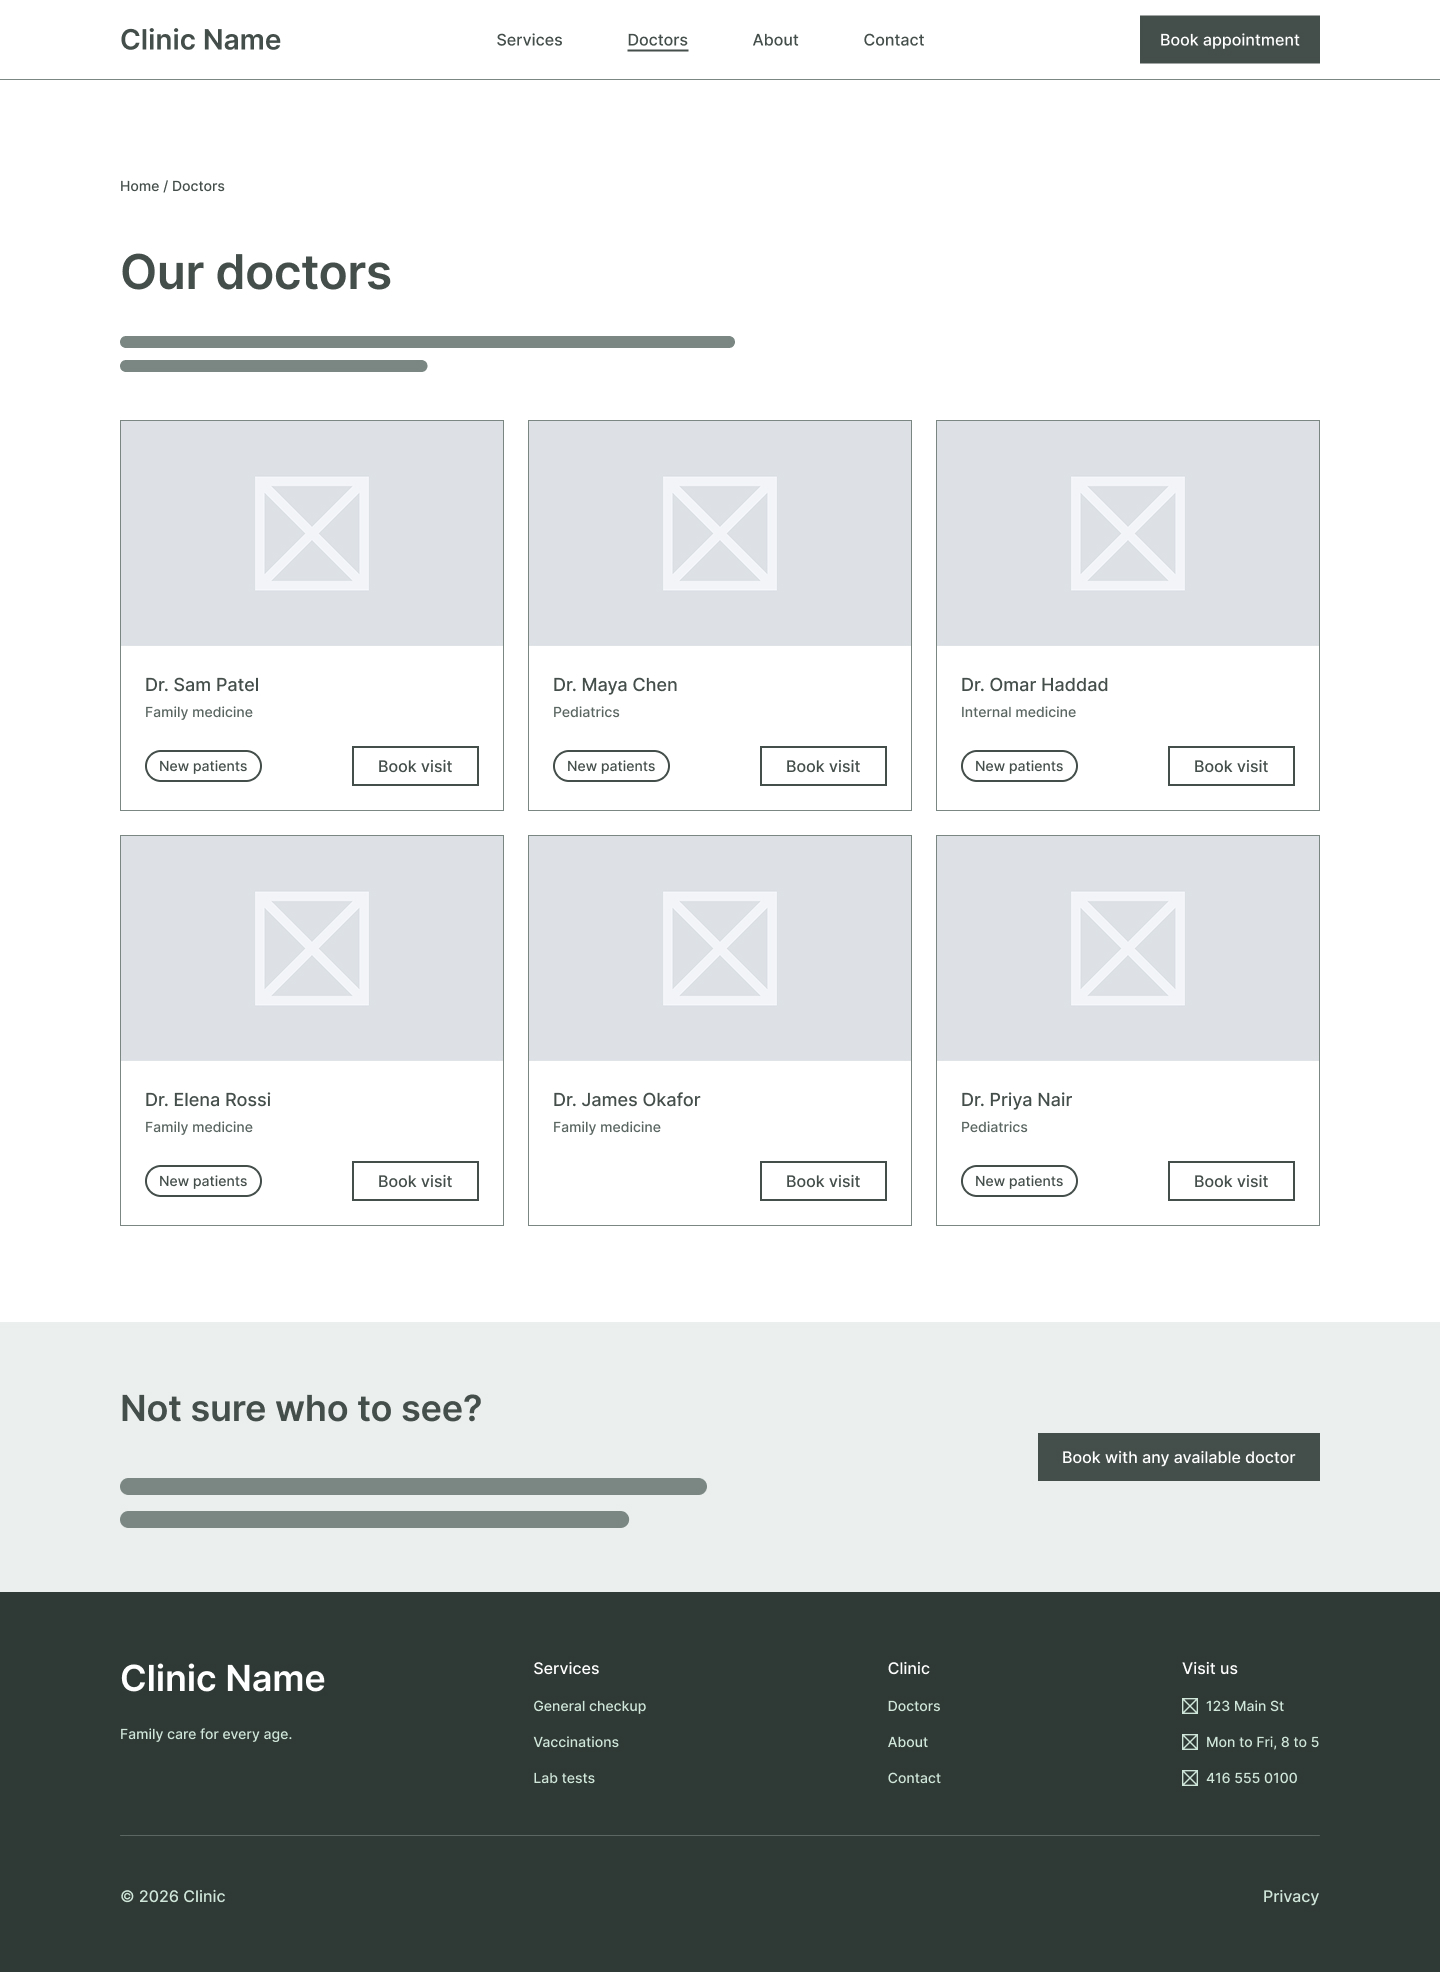 Clinic Name
Services
Doctors
About
Contact
Book appointment
Home / Doctors
Our doctors
Dr. Sam Patel
Family medicine
New patients
Book visit
Dr. Maya Chen
Pediatrics
New patients
Book visit
Dr. Omar Haddad
Internal medicine
New patients
Book visit
Dr. Elena Rossi
Family medicine
New patients
Book visit
Dr. James Okafor
Family medicine
Book visit
Dr. Priya Nair
Pediatrics
New patients
Book visit
Not sure who to see?
Book with any available doctor
Clinic Name
Family care for every age.
Services
General checkup
Vaccinations
Lab tests
Clinic
Doctors
About
Contact
Visit us
123 Main St
Mon to Fri, 8 to 5
416 555 0100
© 2026 Clinic
Privacy